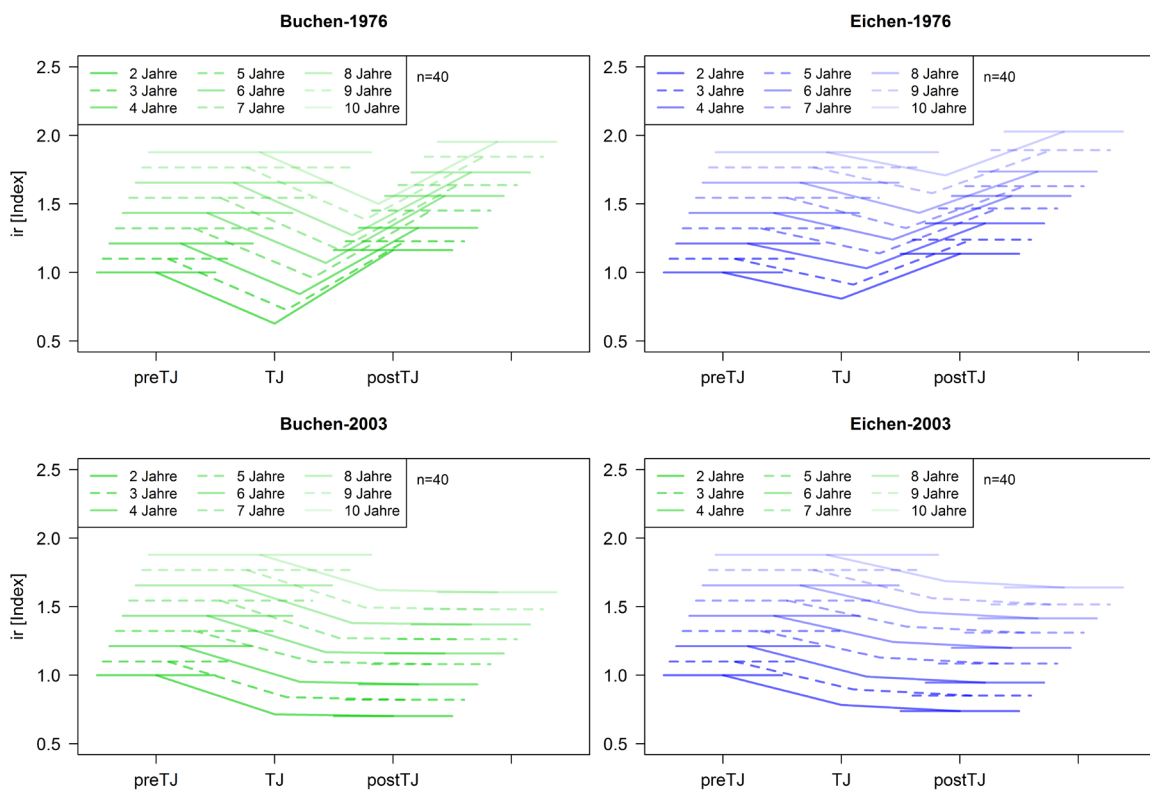 Buchen-1976
2.5
2.0
1.5
1.0
0.5
ir [Index]
2 Jahre 5 Jahre 8 Jahre
3 Jahre 6 Jahre 9 Jahre
4 Jahre 7 Jahre 10 Jahre
n=40
preTJ TJ postTJ
Eichen-1976
2 Jahre 5 Jahre 8 Jahre
3 Jahre 6 Jahre 9 Jahre
4 Jahre 7 Jahre 10 Jahre
n=40
2.5
2.0
1.5
1.0
0.5
preTJ TJ postTJ
Buchen-2003
2.5
2.0
1.5
1.0
0.5
ir [Index]
2 Jahre 5 Jahre 8 Jahre
3 Jahre 6 Jahre 9 Jahre
4 Jahre 7 Jahre 10 Jahre
n=40
preTJ TJ postTJ
Eichen-2003
2 Jahre 5 Jahre 8 Jahre
3 Jahre 6 Jahre 9 Jahre
4 Jahre 7 Jahre 10 Jahre
n=40
2.5
2.0
1.5
1.0
0.5
preTJ TJ postTJ